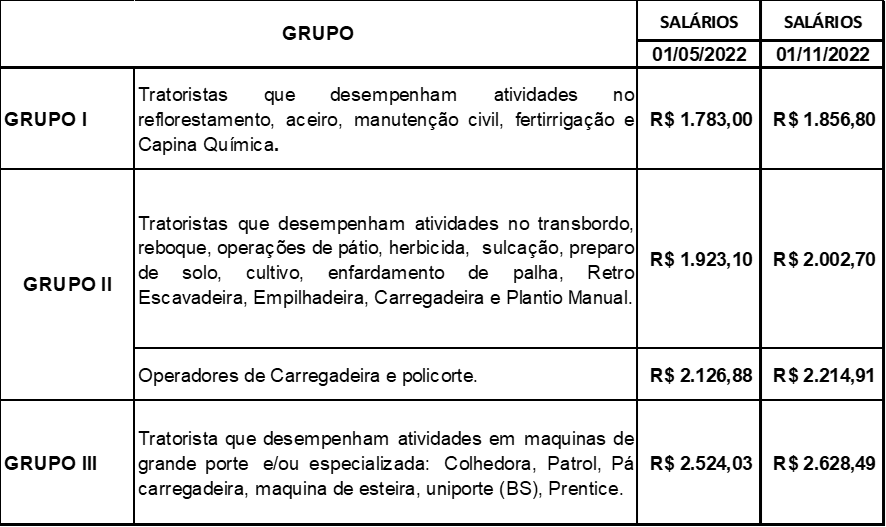 GRUPO
SALÁRIOS
SALÁRIOS
01/05/2022
01/11/2022
GRUPO I
Tratoristas que desempenham atividades no
reflorestamento, aceiro, manutenção civil, fertirrigação e
Capina Química.
R$ 1.783,00
R$ 1.856,80
GRUPO II
Tratoristas que desempenham atividades no transbordo,
reboque, operações de pátio, herbicida, sulcação, preparo
de solo, cultivo, enfardamento de palha, Retro
Escavadeira, Empilhadeira, Carregadeira e Plantio Manual.
R$ 1.923,10
R$ 2.002,70
Operadores de Carregadeira e policorte.
R$ 2.126,88
R$ 2.214,91
GRUPO III
Tratorista que desempenham atividades em maquinas de
grande porte e/ou especializada: Colhedora, Patrol, Pá
carregadeira, maquina de esteira, uniporte (BS), Prentice.
R$ 2.524,03
R$ 2.628,49